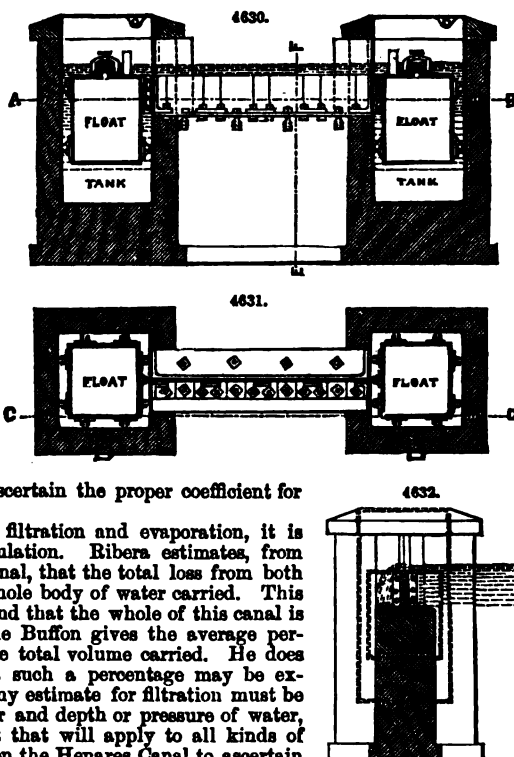 4630.
A
FLOAT
FLOAT
TANK
TANK
4631.
FLOAT
FLOAT
C
scertain the proper coefficient for
4632.
filtration and evaporation, it is
ulation. Ribera estimates, from
nal, that the total loss from both
hole body of water carried. This
nd that the whole of this canal is
e Buffon gives the average per-
e total volume carried. He does
such a percentage may be ex-
ny estimate for filtration must be
r and depth or pressure of water,
t that will apply to all kinds of
n the Henares Canal to ascertain